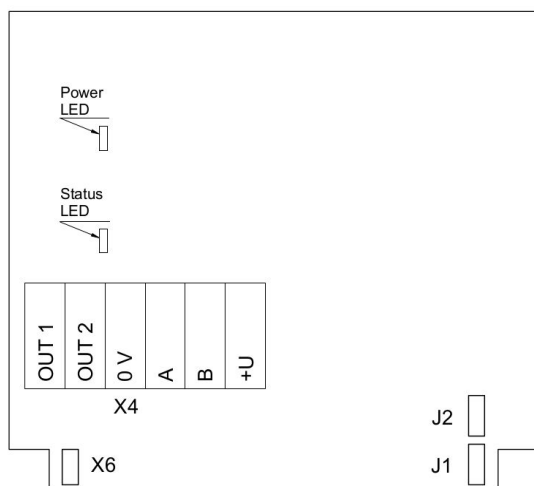 Power
LED
Status
LED
OUT 1
OUT 2
0 V
A
B
+U
X4
J2
X6
J1